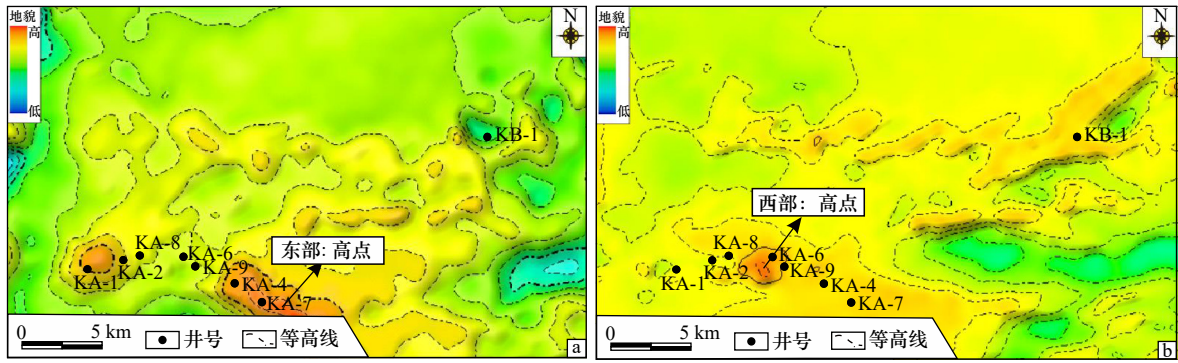 地貌
高
低
N
KB-1
东部: 高点
KA-8
KA-6
KA-2
KA-9
KA-1
KA-4
KA-7
0 5 km
井号
等高线
a
地貌
高
低
N
KB-1
西部：高点
KA-8
KA-6
KA-2
KA-9
KA-1
KA-4
KA-7
0 5 km
井号
等高线
b